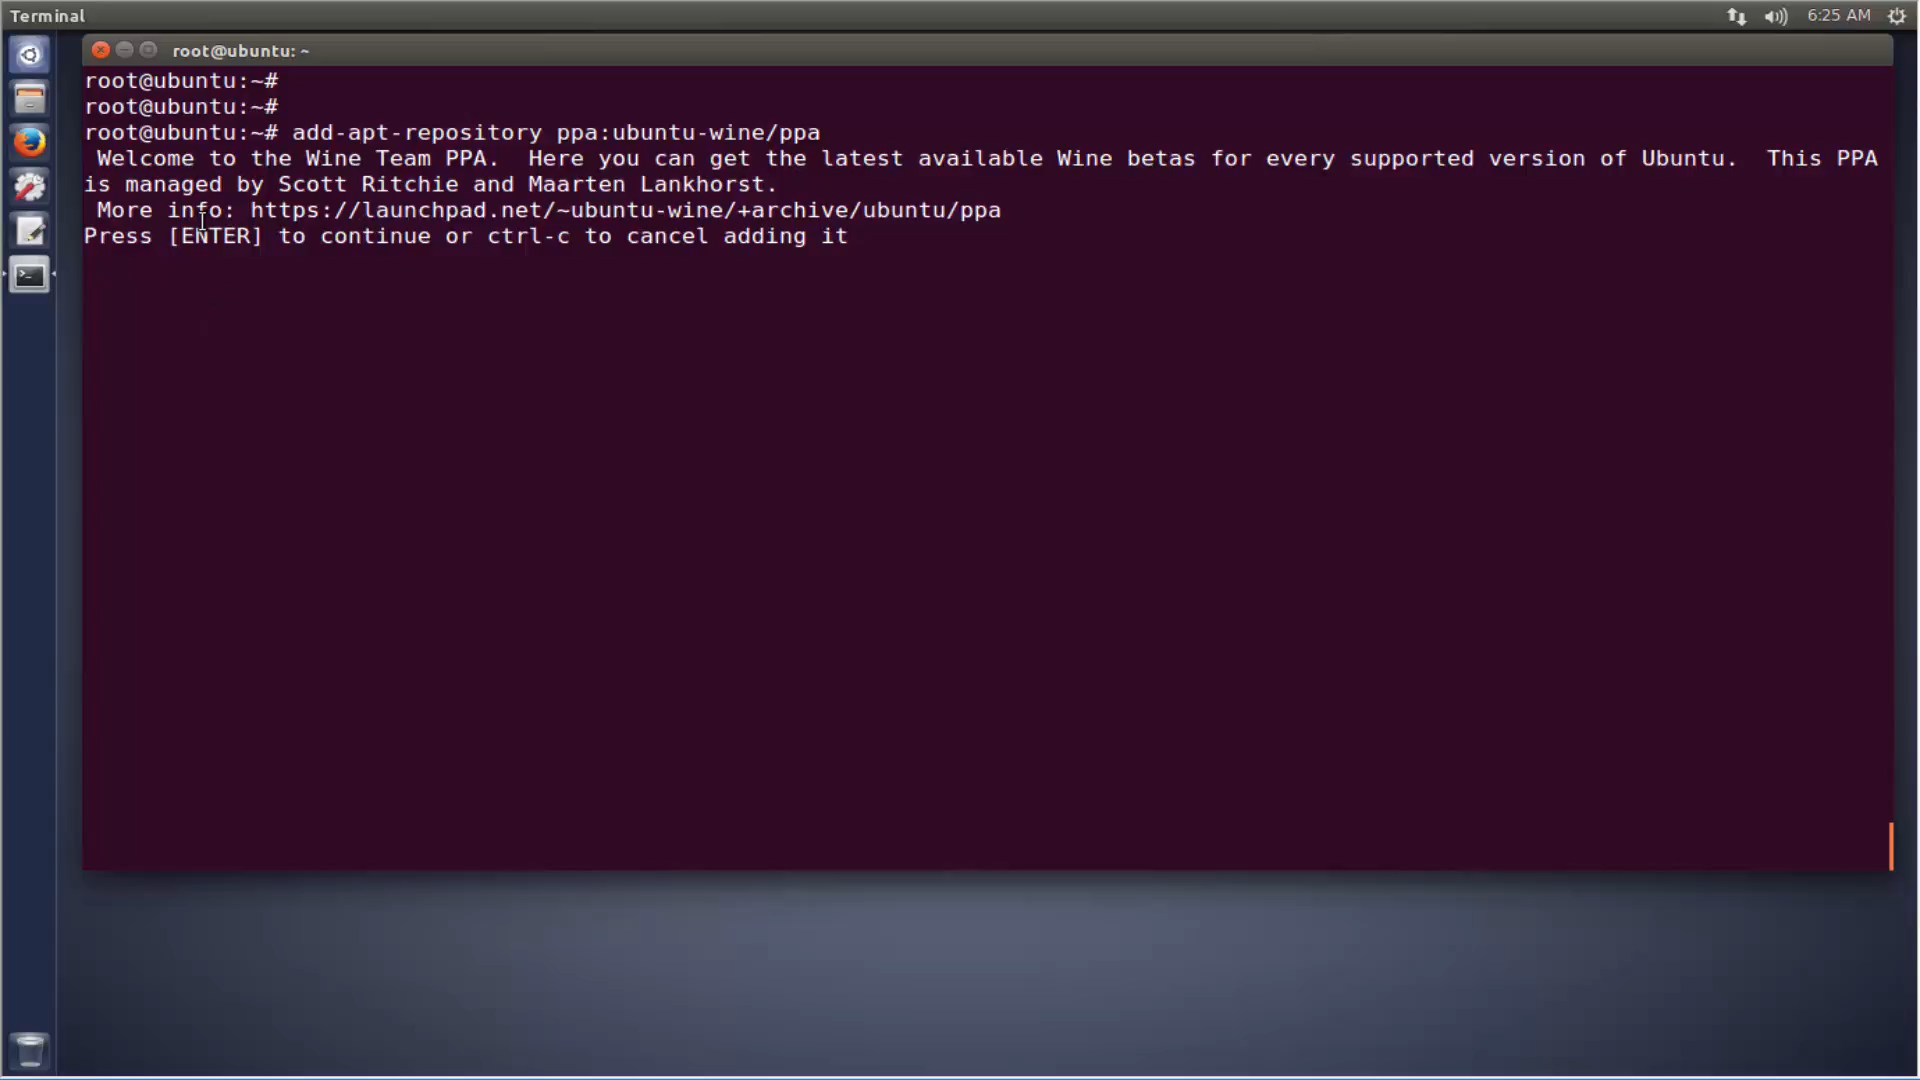 Terminal
6:25 AM
root@ubuntu: ~
root@ubuntu:~#
root@ubuntu:~#
root@ubuntu:~# add-apt-repository ppa:ubuntu-wine/ppa
 Welcome to the Wine Team PPA.  Here you can get the latest available Wine betas for every supported version of Ubuntu.  This PPA
is managed by Scott Ritchie and Maarten Lankhorst.
 More info: https://launchpad.net/~ubuntu-wine/+archive/ubuntu/ppa
Press [ENTER] to continue or ctrl-c to cancel adding it